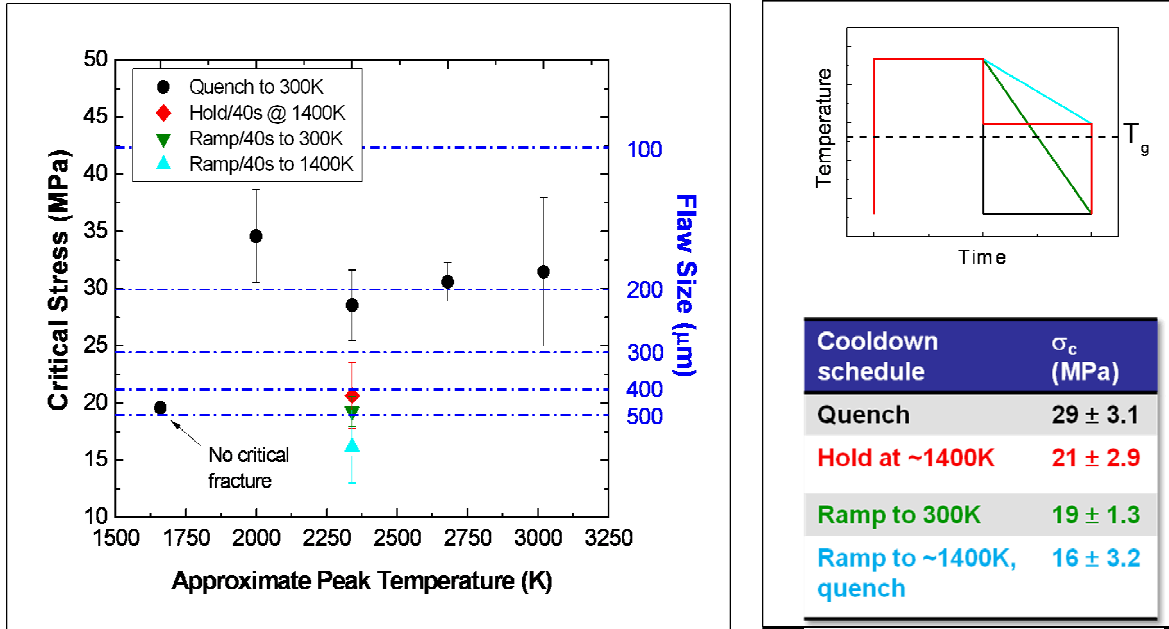 50
45
40
35
30
25
20
15
10
Critical Stress (MPa)
Quench to 300K
Hold/40s @ 1400K
Ramp/40s to 300K
Ramp/40s to 1400K
No critical
fracture
1500 1750 2000 2250 2500 2750 3000 3250
Approximate Peak Temperature (K)
100
200
300
400
500
Flaw Size (μm)
Temperature
Tg
Time
Cooldown schedule σc (MPa)
Quench 29 ± 3.1
Hold at ~1400K 21 ± 2.9
Ramp to 300K 19 ± 1.3
Ramp to ~1400K, quench 16 ± 3.2